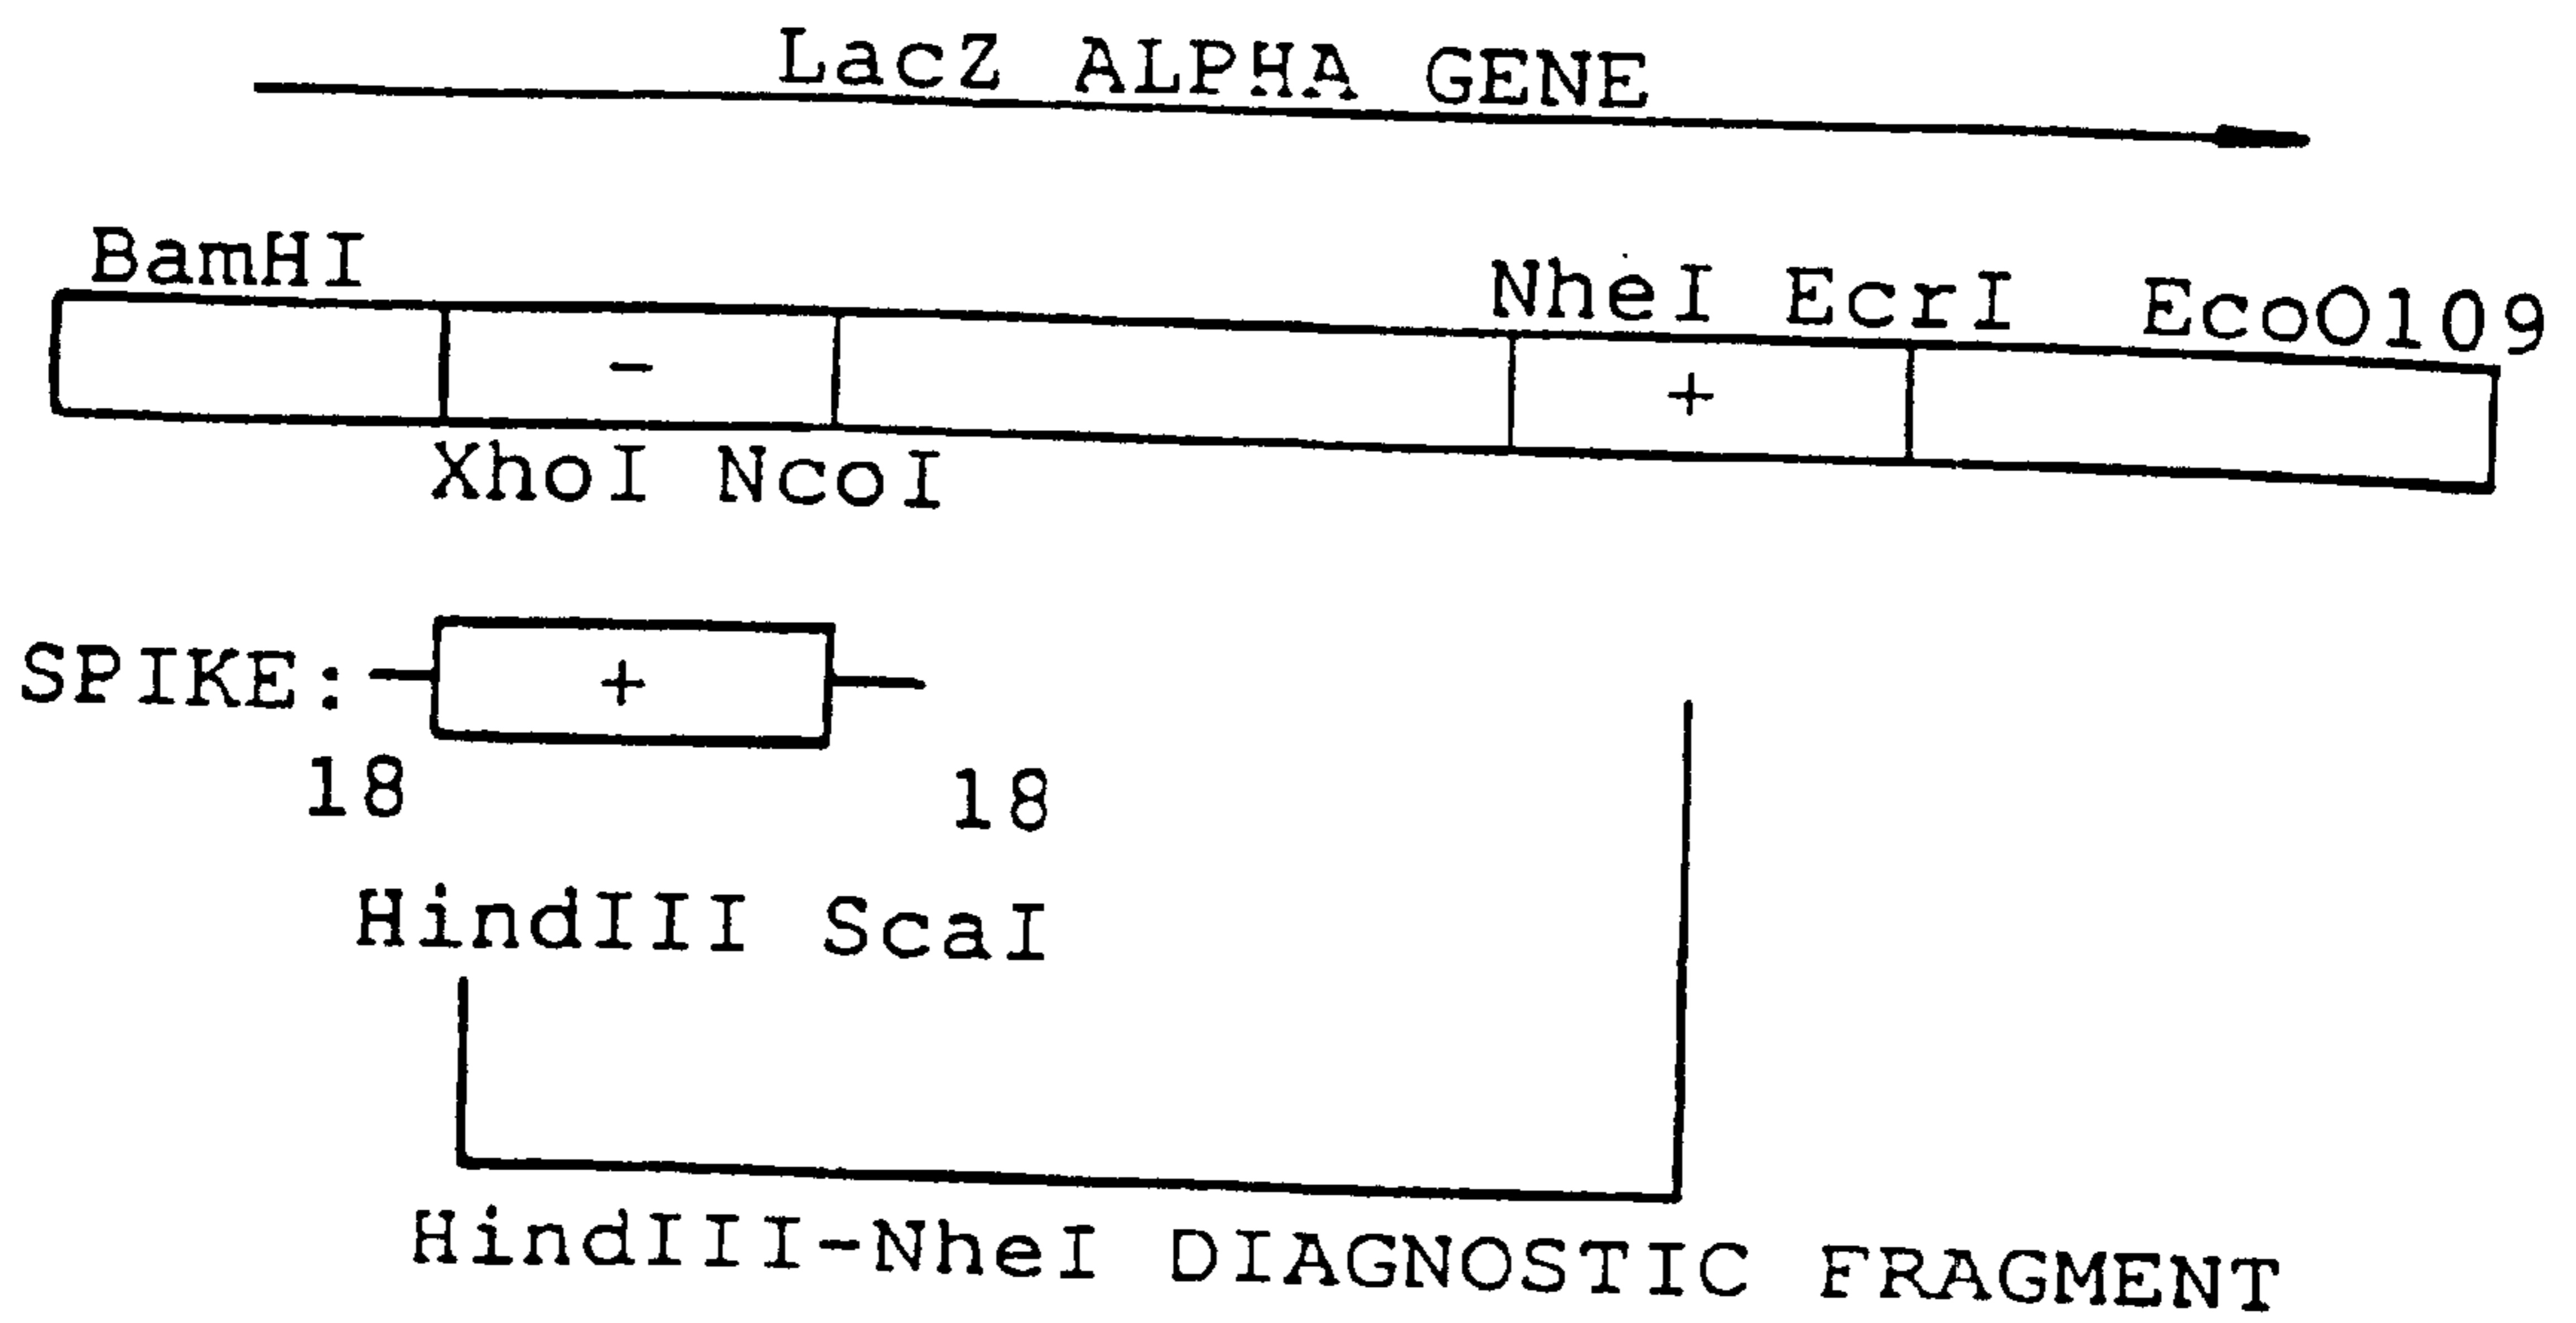 LacZ ALPHA GENE
BamHI NheI EcrI EcoO109
- +
XhoI NcoI
SPIKE: +
18 18
HindIII ScaI
HindIII-NheI DIAGNOSTIC FRAGMENT